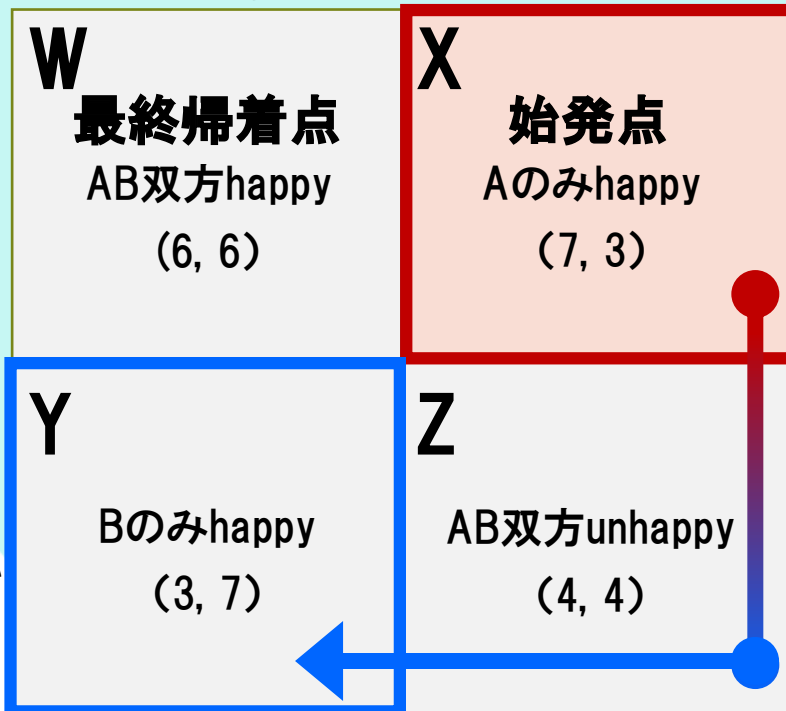 W
最終帰着点
AB双方happy
(6, 6)
X
始発点
Aのみhappy
(7, 3)
Y
Bのみhappy
(3, 7)
Z
AB双方unhappy
(4, 4)